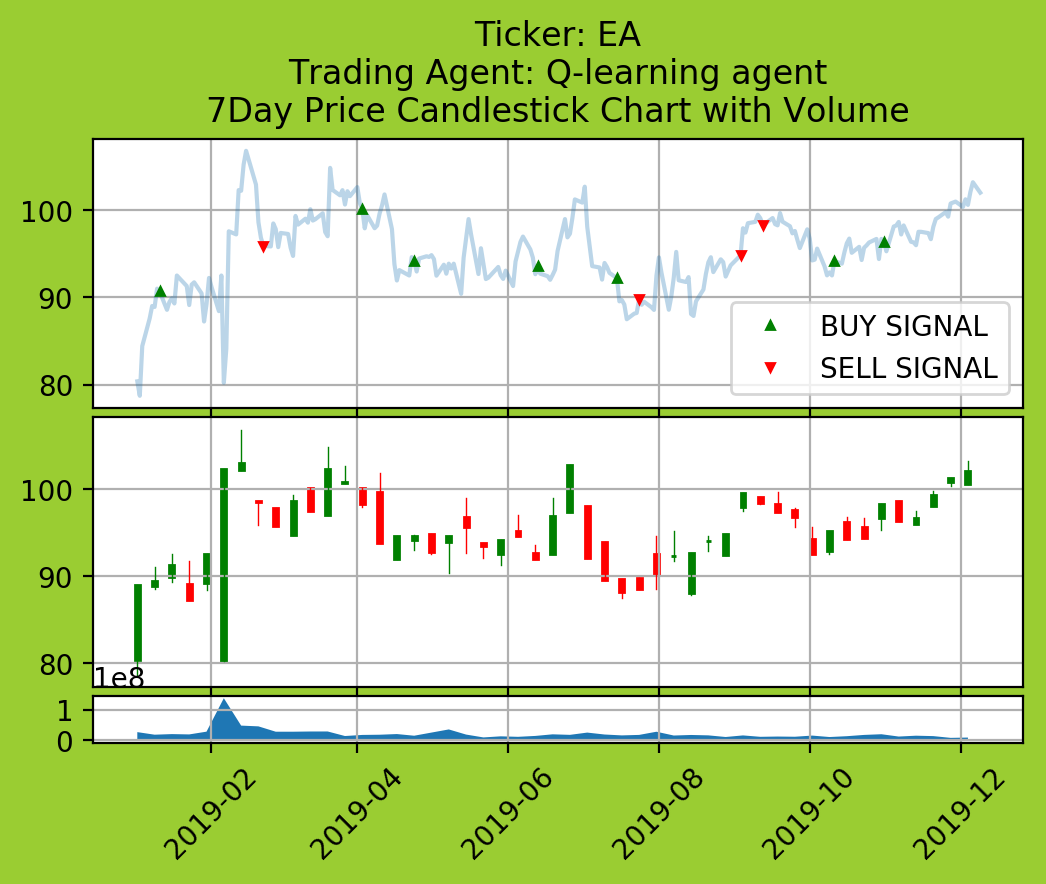 Ticker: EA
Trading Agent: Q-learning agent
7Day Price Candlestick Chart with Volume
100
90
80
BUY SIGNAL
SELL SIGNAL
100
90
80
1e8
1
0
2019-02
2019-04
2019-06
2019-08
2019-10
2019-12